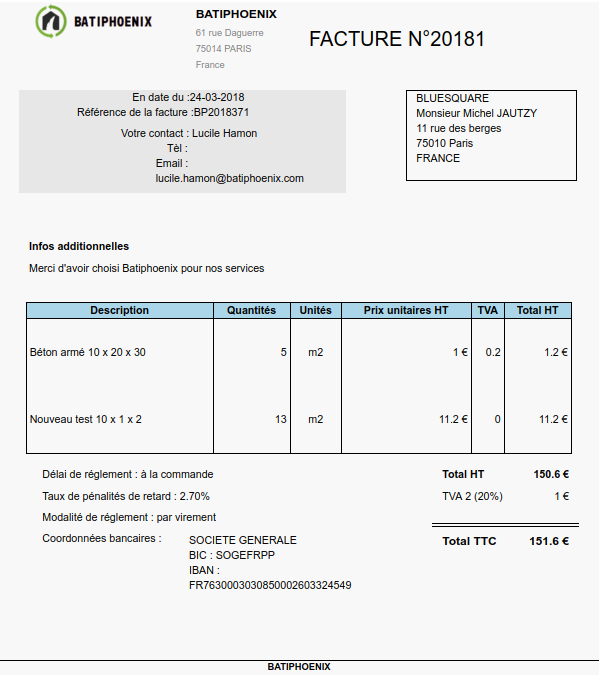 BATIPHOENIX
BATIPHOENIX
61 rue Daguerre
75014 PARIS
France
FACTURE N°20181
En date du :24-03-2018
Référence de la facture :BP2018371
Votre contact : Lucile Hamon
Tèl :
Email :
lucile.hamon@batiphoenix.com
BLUESQUARE
Monsieur Michel JAUTZY
11 rue des berges
75010 Paris
FRANCE
Infos additionnelles
Merci d'avoir choisi Batiphoenix pour nos services
Description Quantités Unités Prix unitaires HT TVA Total HT
Béton armé 10 x 20 x 30 5 m2 1 € 0.2 1.2 €
Nouveau test 10 x 1 x 2 13 m2 11.2 € 0 11.2 €
Délai de réglement : à la commande
Taux de pénalités de retard : 2.70%
Modalité de réglement : par virement
Coordonnées bancaires :
SOCIETE GENERALE
BIC : SOGEFRPP
IBAN :
FR7630003030850002603324549
Total HT 150.6 €
TVA 2 (20%) 1 €
Total TTC 151.6 €
BATIPHOENIX